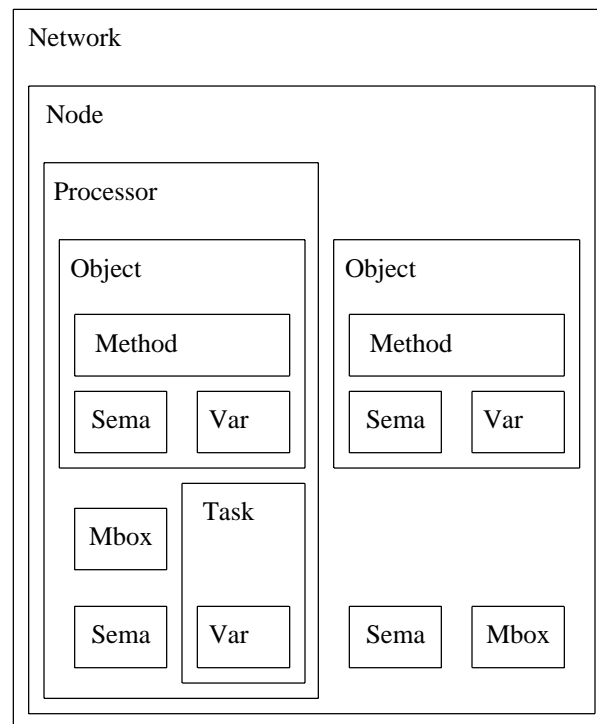 Network
Node
Processor
Object
Object
Method
Method
Sema
Var
Sema
Var
Task
Mbox
Sema
Var
Sema
Mbox